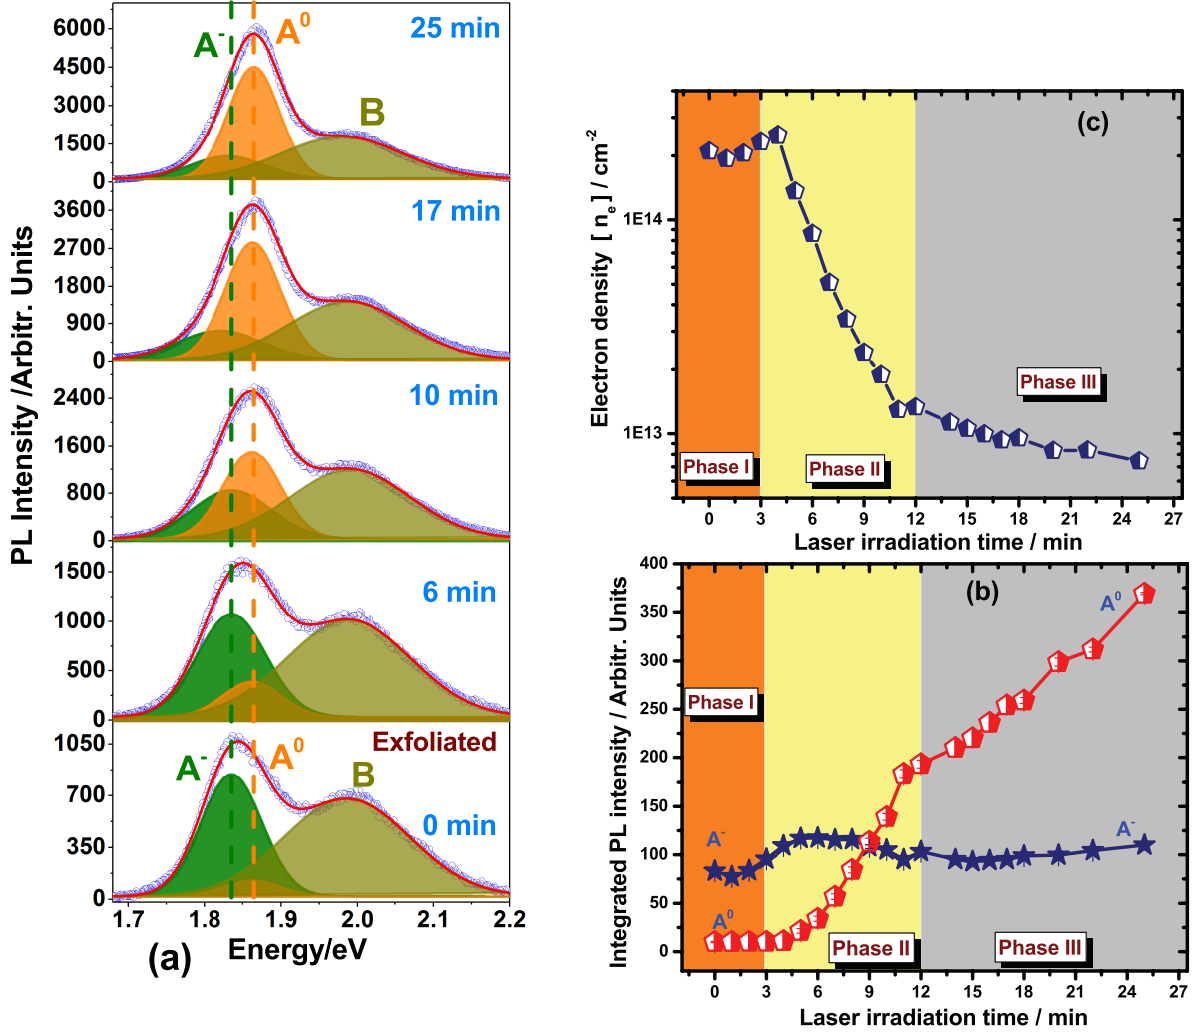 PL Intensity /Arbitr. Units
6000
4500
3000
1500
0
A-
A0
25 min
B
3600
2700
1800
900
0
17 min
2400
1600
800
0
10 min
1500
1000
500
0
6 min
1050
700
350
0
Exfoliated
A-
A0
B
0 min
1.7 1.8 1.9 2.0 2.1 2.2
Energy/eV
(a)
Electron density [ ne ] / cm-2
1E14
1E13
(c)
Phase I
Phase II
Phase III
0 3 6 9 12 15 18 21 24 27
Laser irradiation time / min
Integrated PL intensity / Arbitr. Units
400
350
300
250
200
150
100
50
0
(b)
A0
Phase I
A-
A-
A0
Phase II
Phase III
0 3 6 9 12 15 18 21 24 27
Laser irradiation time / min